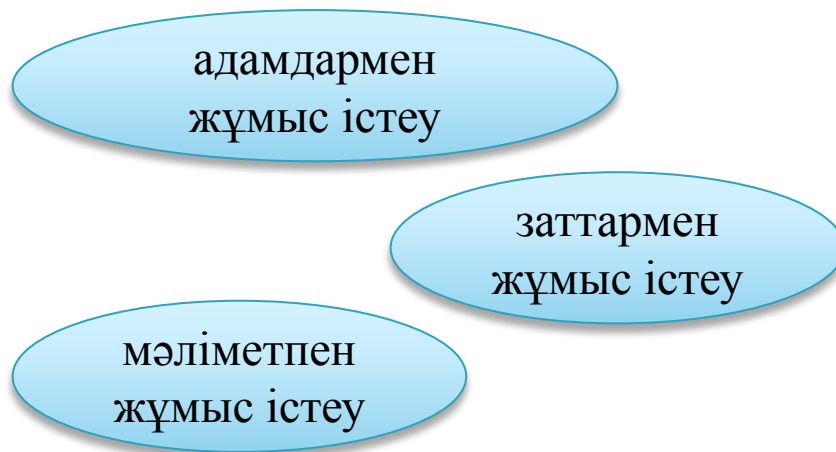 адамдармен
жұмыс істеу
заттармен
жұмыс істеу
мәліметпен
жұмыс істеу